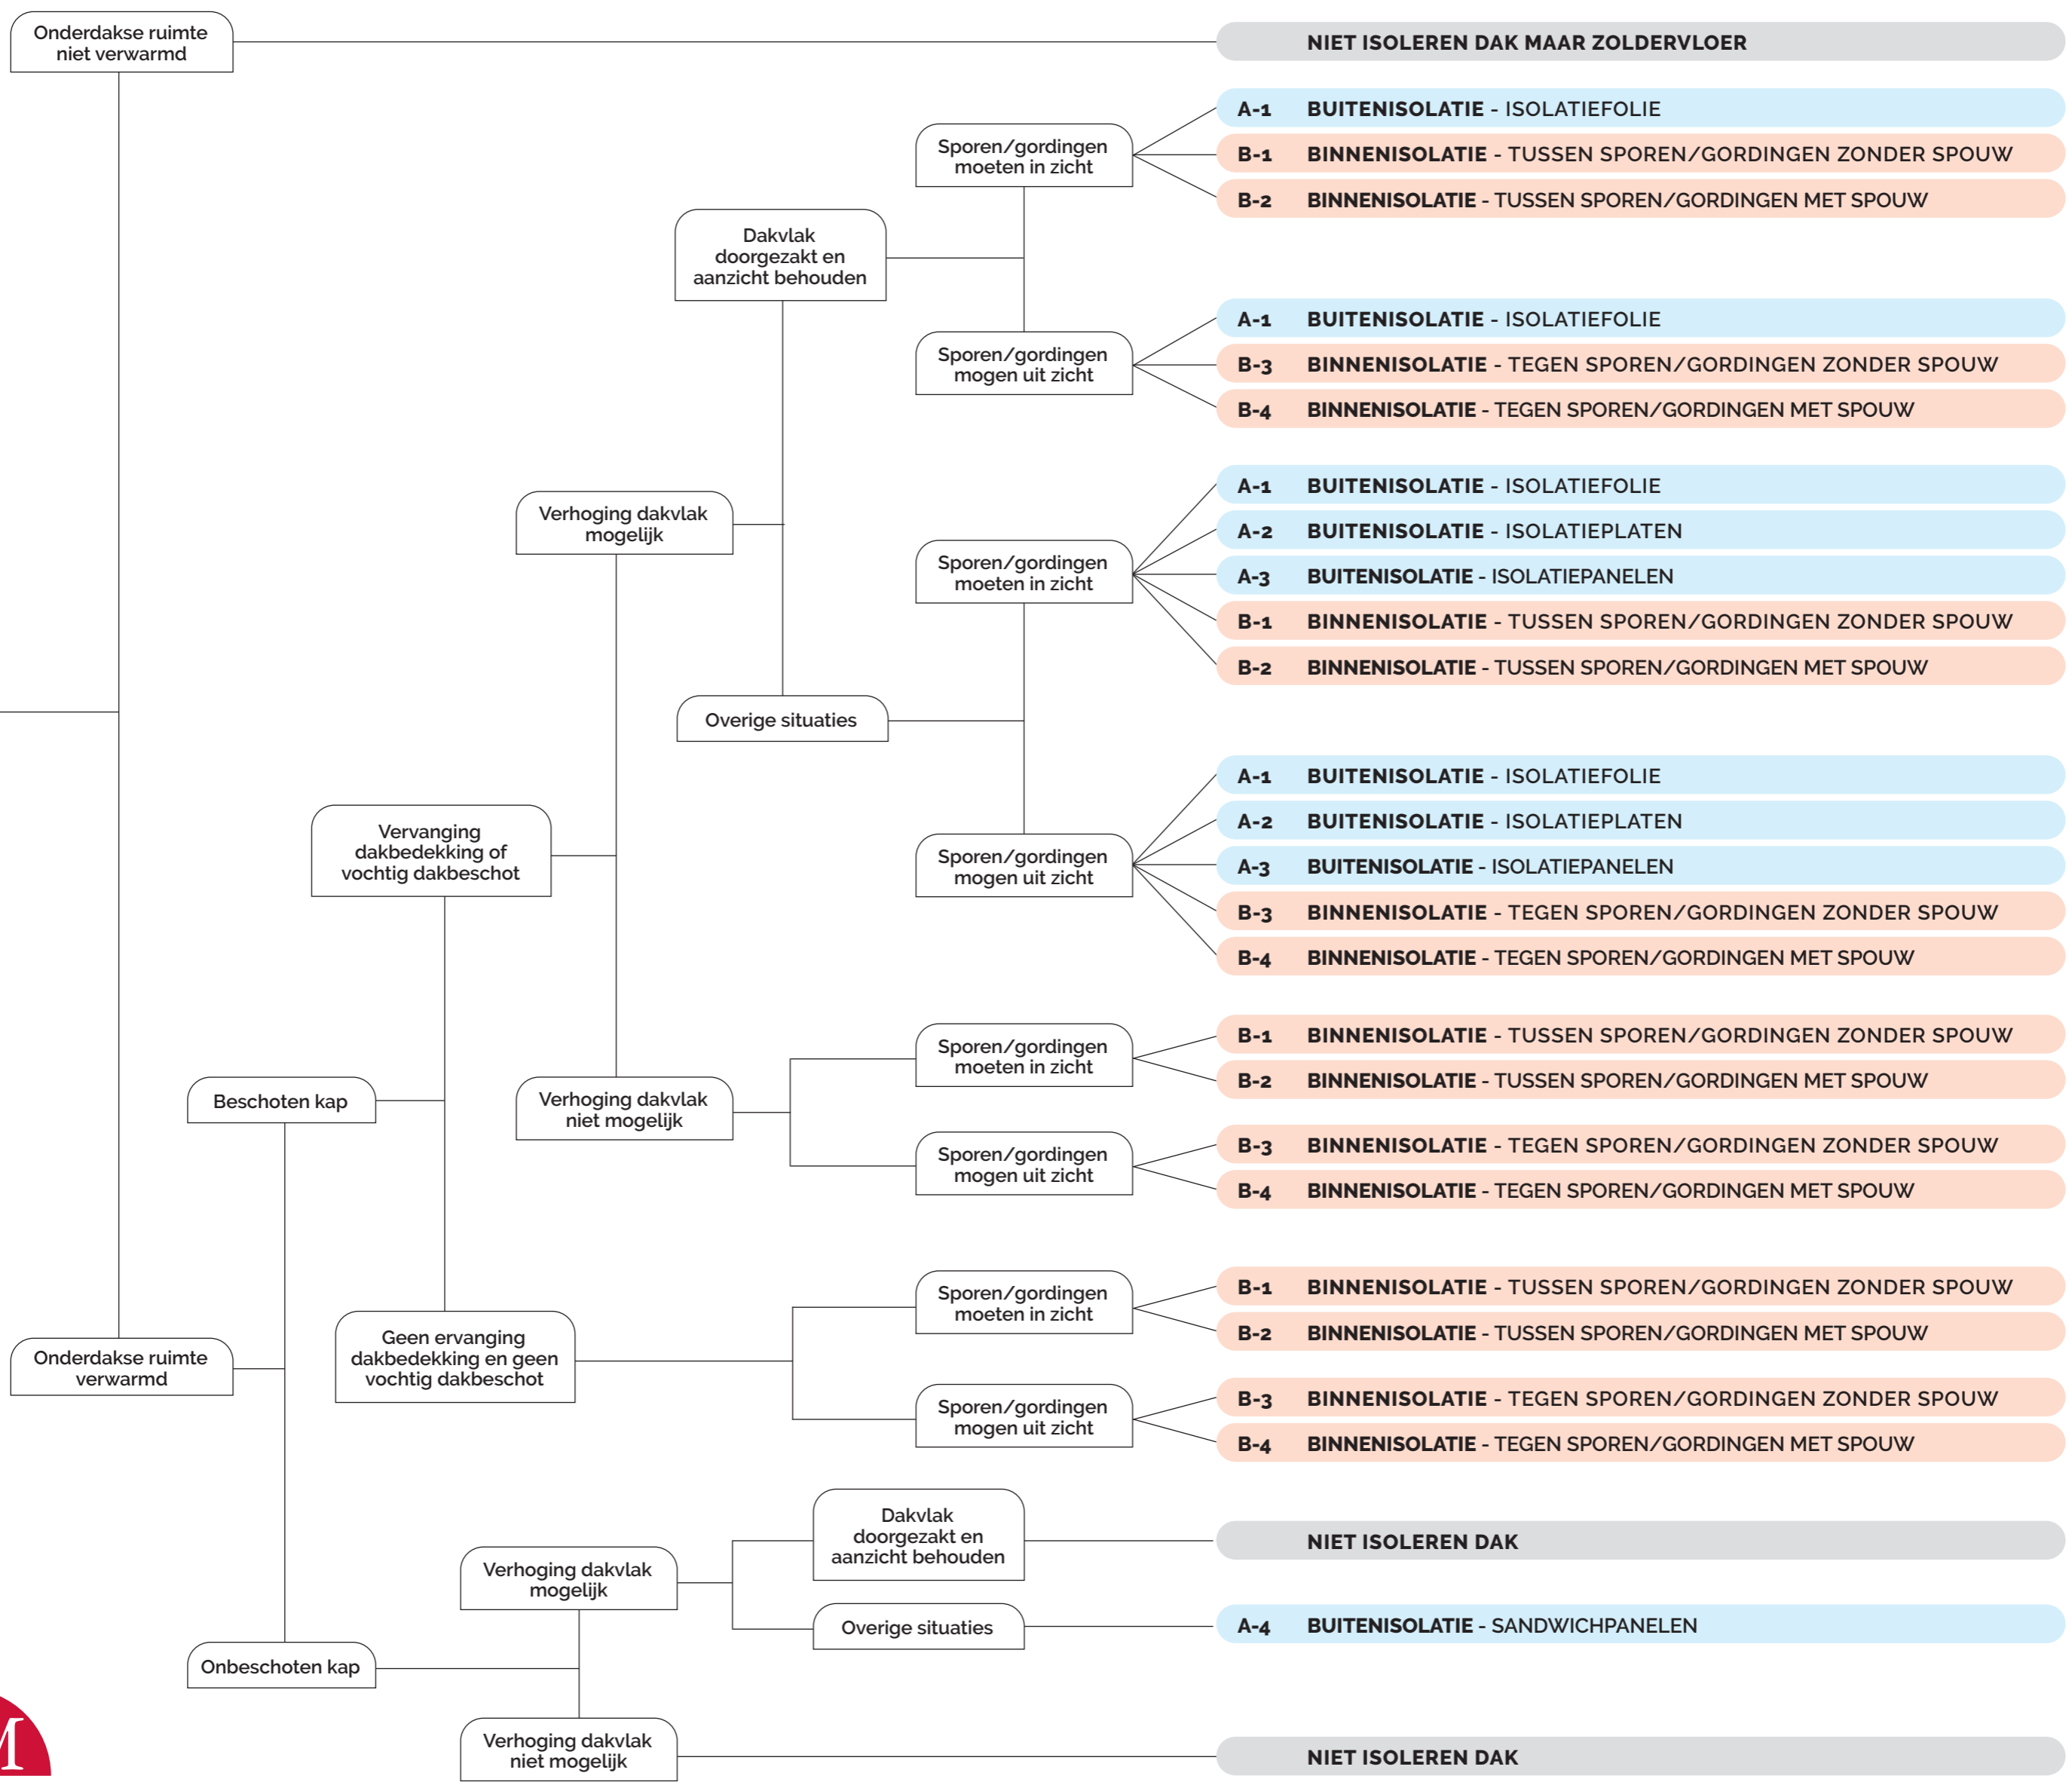 Onderdakse ruimte
niet verwarmd
NIET ISOLEREN DAK MAAR ZOLDERVLOER
A-1 BUITENISOLATIE - ISOLATIEFOLIE
Sporen/gordingen
moeten in zicht
B-1 BINNENISOLATIE - TUSSEN SPOREN/GORDINGEN ZONDER SPOUW
B-2 BINNENISOLATIE - TUSSEN SPOREN/GORDINGEN MET SPOUW
Dakvlak
doorgezakt en
aanzicht behouden
A-1 BUITENISOLATIE - ISOLATIEFOLIE
Sporen/gordingen
mogen uit zicht
B-3 BINNENISOLATIE - TEGEN SPOREN/GORDINGEN ZONDER SPOUW
B-4 BINNENISOLATIE - TEGEN SPOREN/GORDINGEN MET SPOUW
Verhoging dakvlak
mogelijk
A-1 BUITENISOLATIE - ISOLATIEFOLIE
A-2 BUITENISOLATIE - ISOLATIEPLATEN
Sporen/gordingen
moeten in zicht
A-3 BUITENISOLATIE - ISOLATIEPANELEN
B-1 BINNENISOLATIE - TUSSEN SPOREN/GORDINGEN ZONDER SPOUW
B-2 BINNENISOLATIE - TUSSEN SPOREN/GORDINGEN MET SPOUW
Overige situaties
A-1 BUITENISOLATIE - ISOLATIEFOLIE
A-2 BUITENISOLATIE - ISOLATIEPLATEN
Vervanging
dakbedekking of
vochtig dakbeschot
Sporen/gordingen
mogen uit zicht
A-3 BUITENISOLATIE - ISOLATIEPANELEN
B-3 BINNENISOLATIE - TEGEN SPOREN/GORDINGEN ZONDER SPOUW
B-4 BINNENISOLATIE - TEGEN SPOREN/GORDINGEN MET SPOUW
Sporen/gordingen
moeten in zicht
B-1 BINNENISOLATIE - TUSSEN SPOREN/GORDINGEN ZONDER SPOUW
B-2 BINNENISOLATIE - TUSSEN SPOREN/GORDINGEN MET SPOUW
Beschoten kap
Verhoging dakvlak
niet mogelijk
Sporen/gordingen
mogen uit zicht
B-3 BINNENISOLATIE - TEGEN SPOREN/GORDINGEN ZONDER SPOUW
B-4 BINNENISOLATIE - TEGEN SPOREN/GORDINGEN MET SPOUW
Sporen/gordingen
moeten in zicht
B-1 BINNENISOLATIE - TUSSEN SPOREN/GORDINGEN ZONDER SPOUW
B-2 BINNENISOLATIE - TUSSEN SPOREN/GORDINGEN MET SPOUW
Onderdakse ruimte
verwarmd
Geen ervanging
dakbedekking en geen
vochtig dakbeschot
Sporen/gordingen
mogen uit zicht
B-3 BINNENISOLATIE - TEGEN SPOREN/GORDINGEN ZONDER SPOUW
B-4 BINNENISOLATIE - TEGEN SPOREN/GORDINGEN MET SPOUW
Dakvlak
doorgezakt en
aanzicht behouden
NIET ISOLEREN DAK
Verhoging dakvlak
mogelijk
Overige situaties
A-4 BUITENISOLATIE - SANDWICHPANELEN
Onbeschoten kap
Verhoging dakvlak
niet mogelijk
NIET ISOLEREN DAK
M